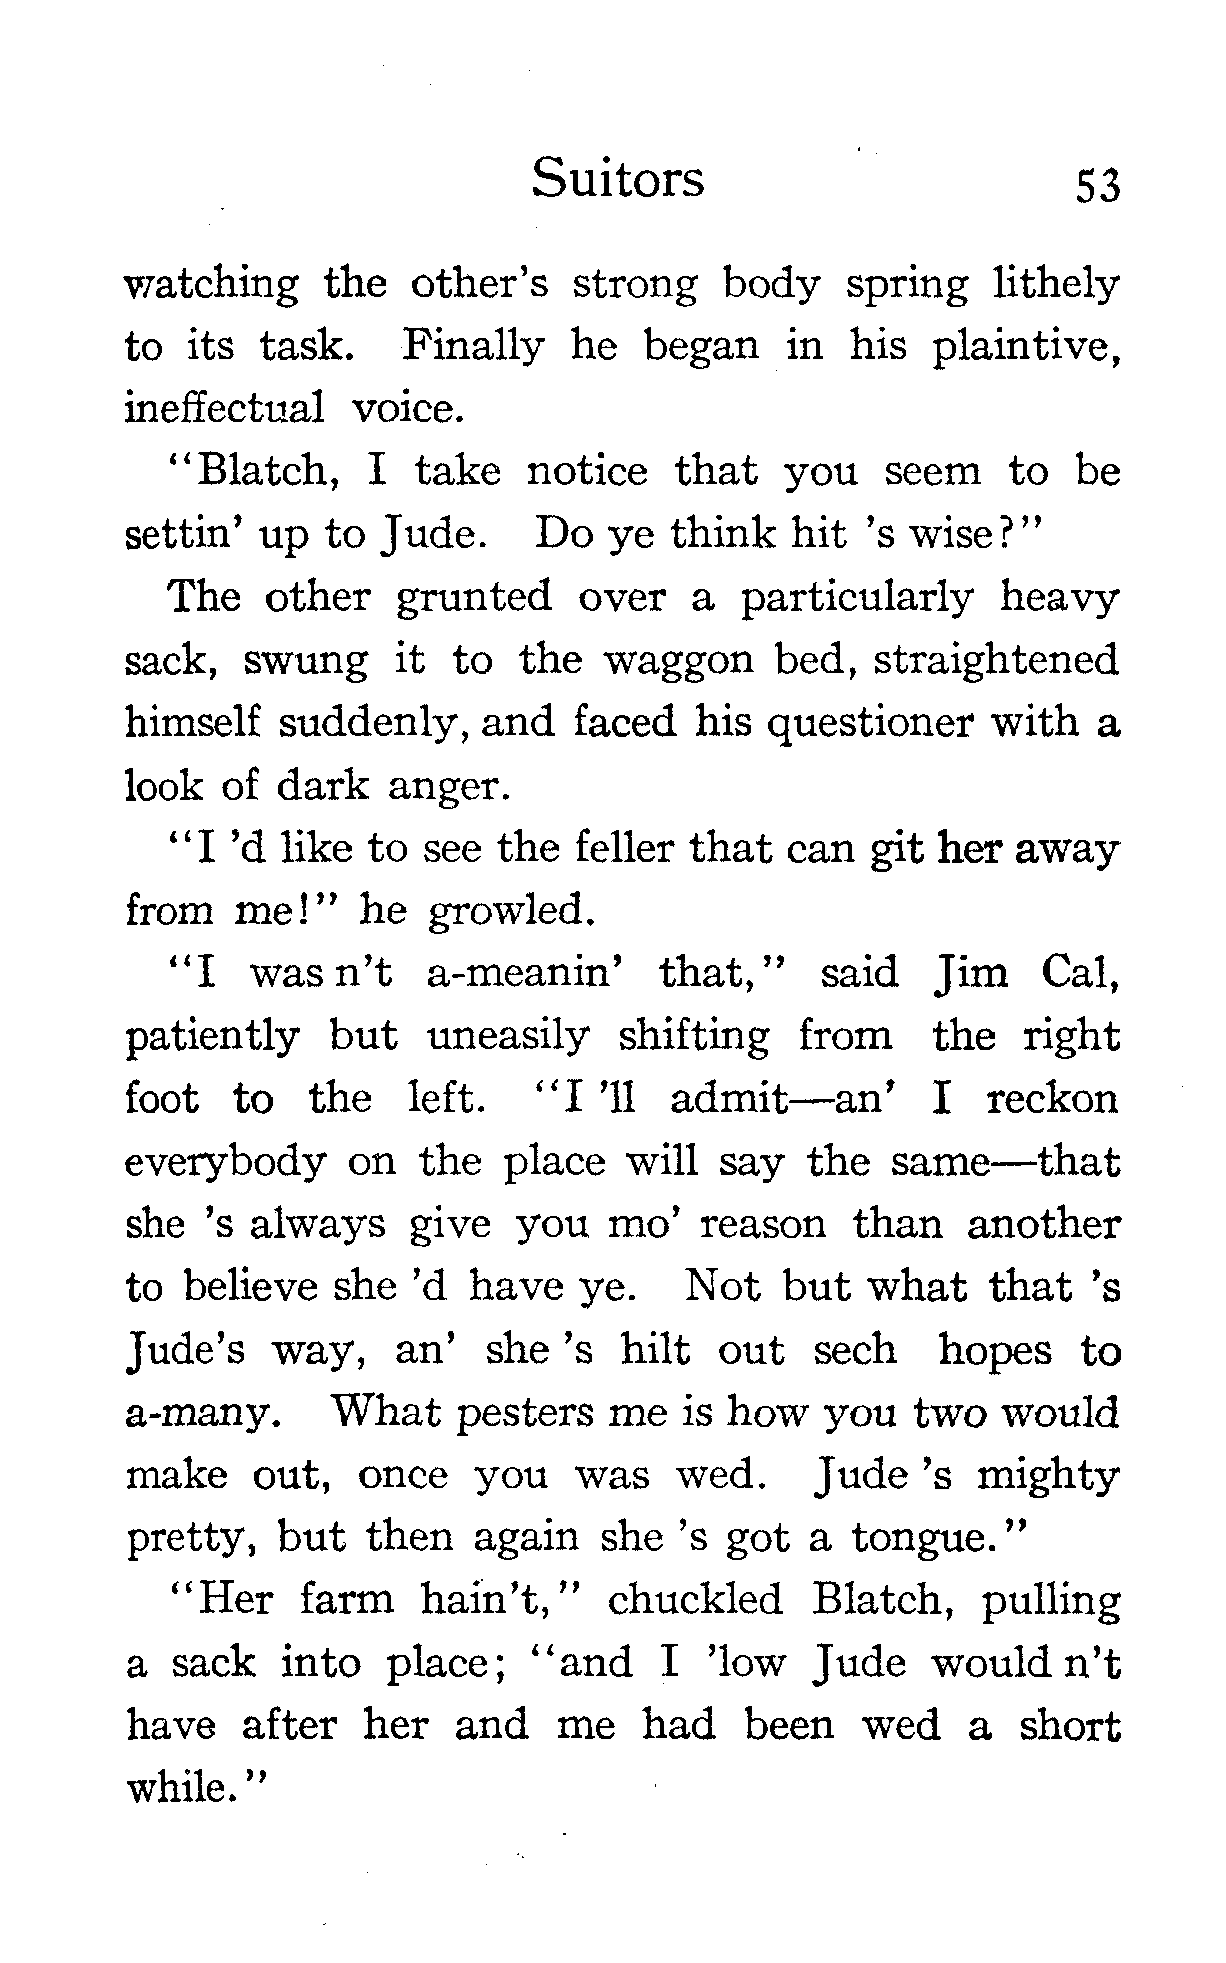 Suitors 53
watching the other's strong body spring lithely
to its task. Finally he began in his plaintive,
ineffectual voice.
"Blatch, I take notice that you seem to be
settin' up to Jude. Do ye think hit 's wise?"
The other grunted over a particularly heavy
sack, swung it to the waggon bed, straightened
himself suddenly, and faced his questioner with a
look of dark anger.
"I 'd like to see the feller that can git her away
from me!" he growled.
"I was n't a-meanin' that," said Jim Cal,
patiently but uneasily shifting from the right
foot to the left. "I 'll admit—an' I reckon
everybody on the place will say the same—that
she 's always give you mo' reason than another
to believe she 'd have ye. Not but what that 's
Jude's way, an' she 's hilt out sech hopes to
a-many. What pesters me is how you two would
make out, once you was wed. Jude 's mighty
pretty, but then again she 's got a tongue."
"Her farm hain't," chuckled Blatch, pulling
a sack into place; "and I 'low Jude would n't
have after her and me had been wed a short
while."